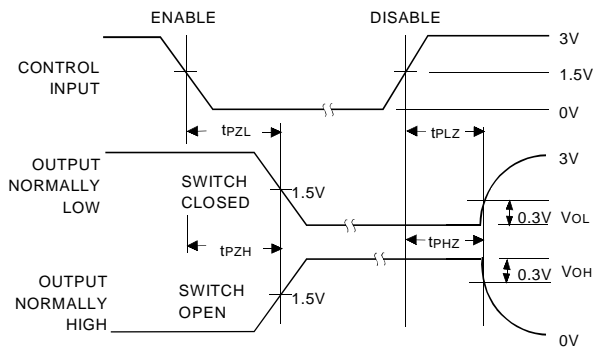 ENABLE
DISABLE
3V
CONTROL
INPUT
1.5V
0V
tPZL
tPLZ
OUTPUT
NORMALLY
LOW
3V
SWITCH
CLOSED
1.5V
0.3V VOL
tPZH
tPHZ
OUTPUT
NORMALLY
HIGH
SWITCH
OPEN
1.5V
0.3V VOH
0V